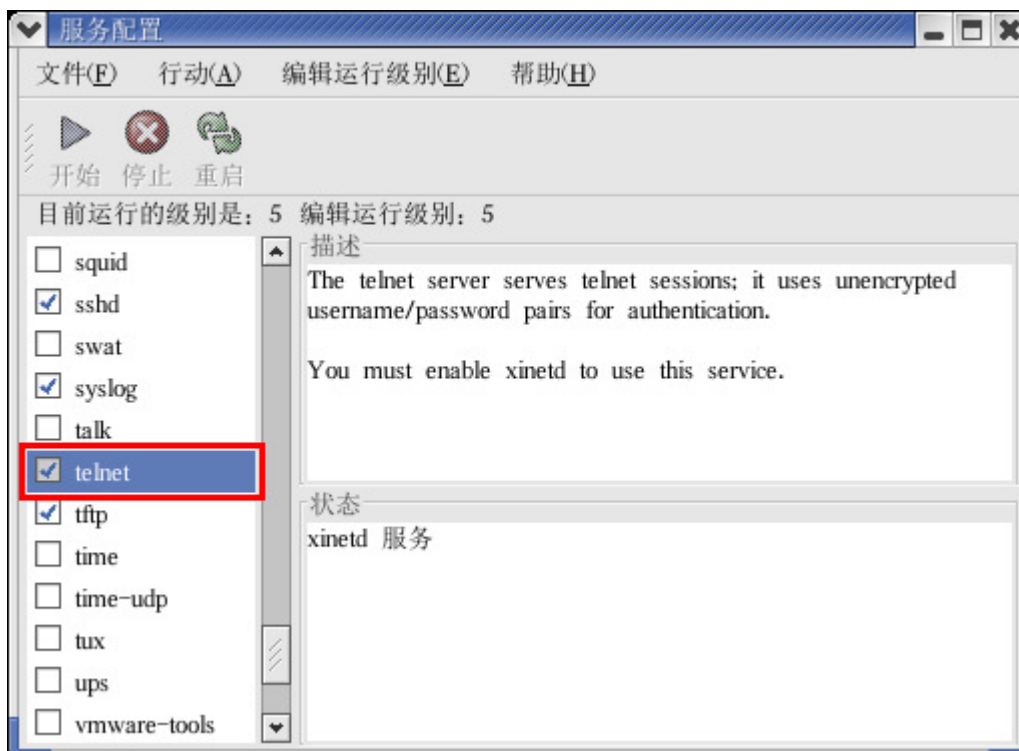 服务配置
文件(F) 行动(A) 编辑运行级别(E) 帮助(H)
开始 停止 重启
目前运行的级别是：5 编辑运行级别：5
squid
sshd
swat
syslog
talk
telnet
tftp
time
time-udp
tux
ups
vmware-tools
描述
The telnet server serves telnet sessions; it uses unencrypted
username/password pairs for authentication.
You must enable xinetd to use this service.
状态
xinetd 服务